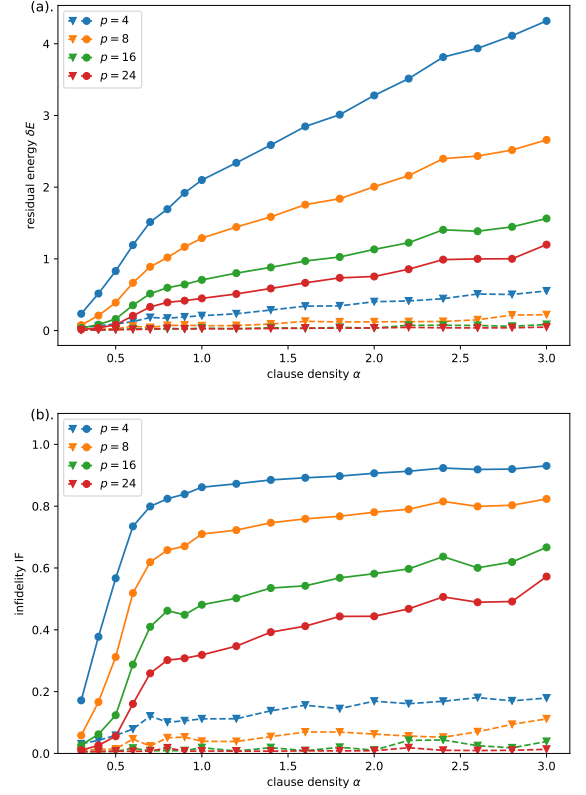 (a).
p = 4
p = 8
p = 16
p = 24
residual energy δE
4
3
2
1
0
0.5 1.0 1.5 2.0 2.5 3.0
clause density α
(b).
p = 4
p = 8
p = 16
p = 24
infidelity IF
1.0
0.8
0.6
0.4
0.2
0.0
0.5 1.0 1.5 2.0 2.5 3.0
clause density α